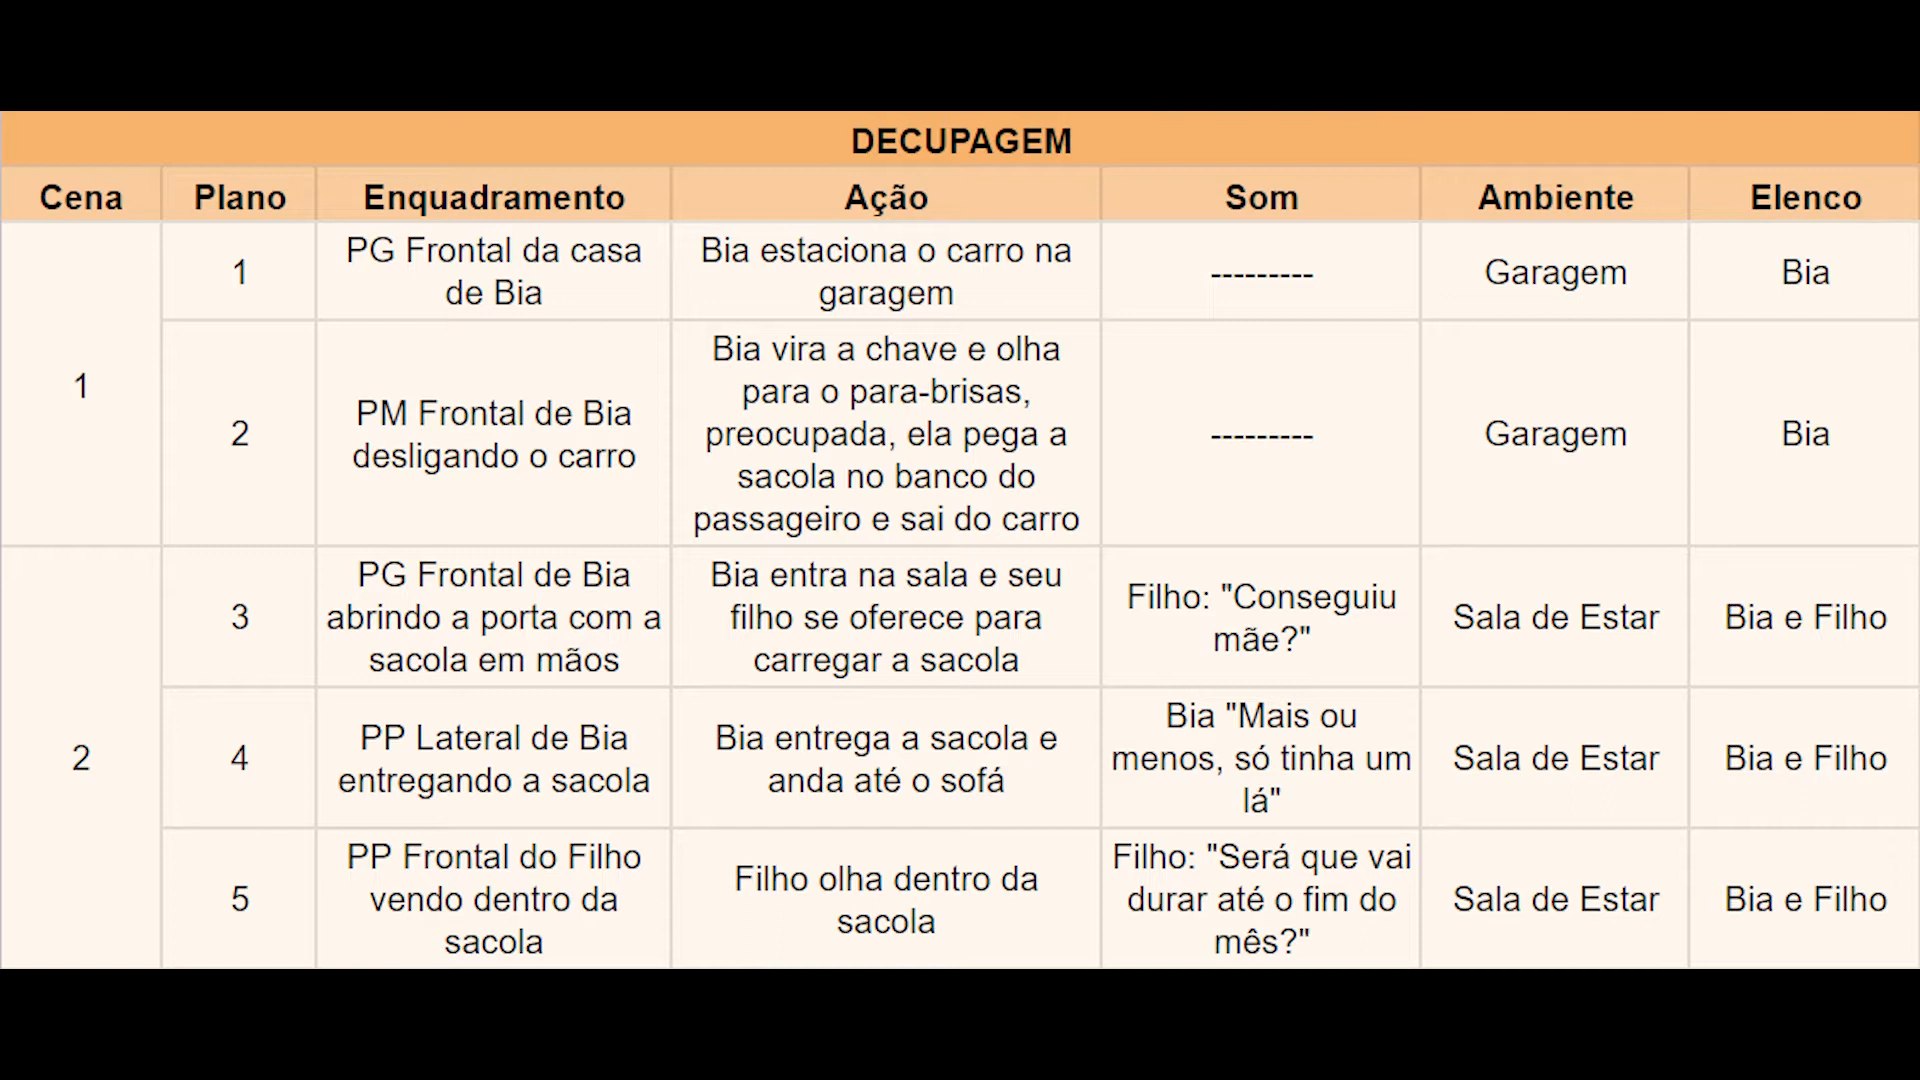 DECUPAGEM
Cena Plano Enquadramento Ação Som Ambiente Elenco
1
1
PG Frontal da casa
de Bia
Bia estaciona o carro na
garagem
---------
Garagem
Bia
2
PM Frontal de Bia
desligando o carro
Bia vira a chave e olha
para o para-brisas,
preocupada, ela pega a
sacola no banco do
passageiro e sai do carro
---------
Garagem
Bia
2
3
PG Frontal de Bia
abrindo a porta com a
sacola em mãos
Bia entra na sala e seu
filho se oferece para
carregar a sacola
Filho: "Conseguiu
mãe?"
Sala de Estar
Bia e Filho
4
PP Lateral de Bia
entregando a sacola
Bia entrega a sacola e
anda até o sofá
Bia "Mais ou
menos, só tinha um
lá"
Sala de Estar
Bia e Filho
5
PP Frontal do Filho
vendo dentro da
sacola
Filho olha dentro da
sacola
Filho: "Será que vai
durar até o fim do
mês?"
Sala de Estar
Bia e Filho